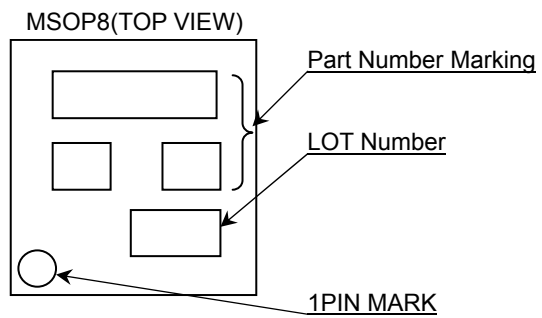 MSOP8(TOP VIEW)
Part Number Marking
LOT Number
1PIN MARK